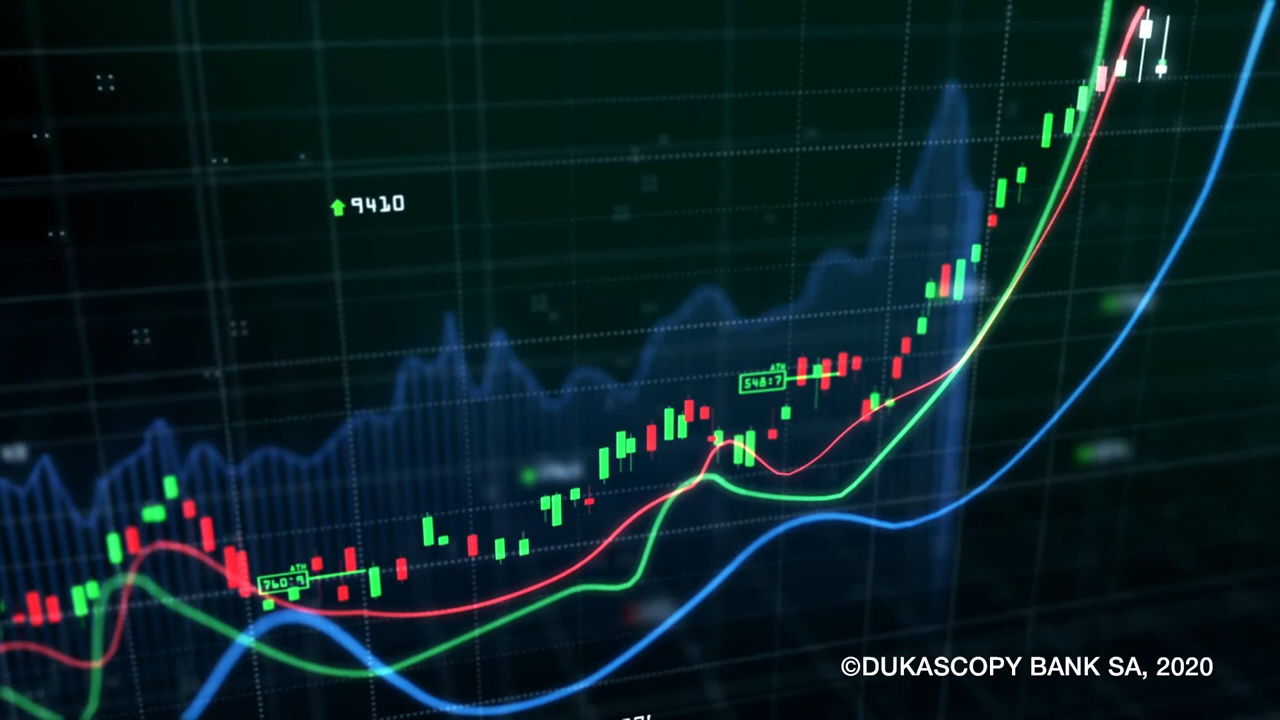 9410
ATH
548:7
ATH
760:9
©DUKASCOPY BANK SA, 2020